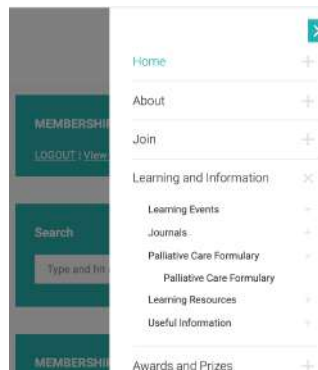 Home
About
MEMBERSHI
Join
LOGOUT | View
Learning and Information
Learning Events
Search
Journals
Palliative Care Formulary
Type and hit
Palliative Care Formulary
Learning Resources
Useful Information
MEMBERSHI
Awards and Prizes